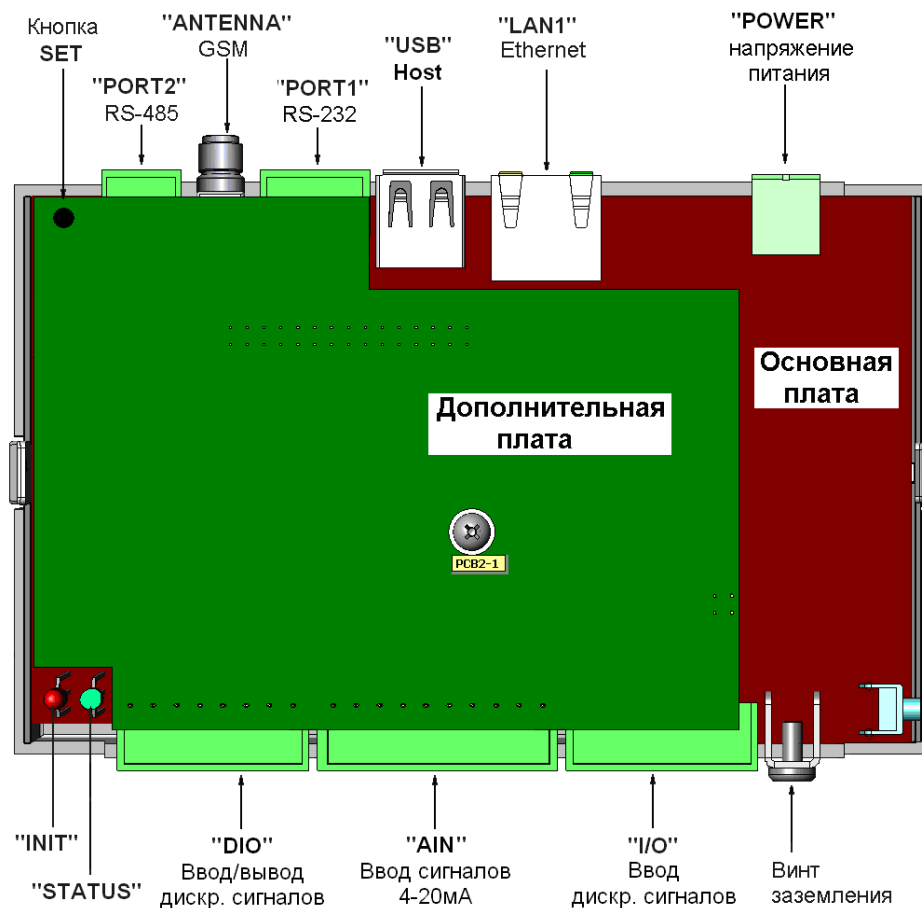 Кнопка
SET
"ANTENNA"
GSM
"PORT2"
RS-485
"PORT1"
RS-232
"USB"
Host
"LAN1"
Ethernet
"POWER"
напряжение
питания
Основная
плата
Дополнительная
плата
PCB2-1
"INIT"
"STATUS"
"DIO"
Ввод/вывод
дискр. сигналов
"AIN"
Ввод сигналов
4-20мА
"I/O"
Ввод
дискр. сигналов
Винт
заземления